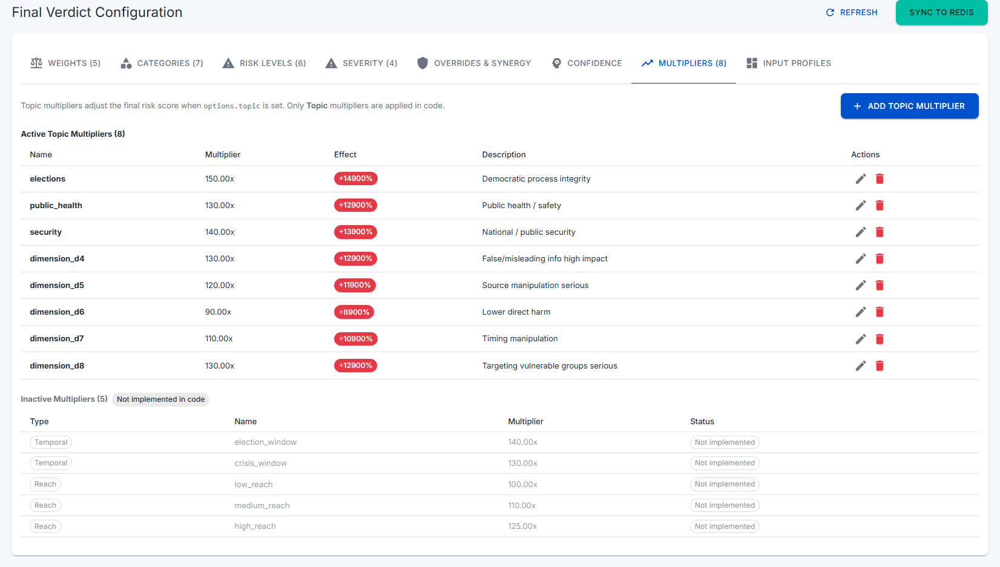 Final Verdict Configuration
REFRESH
SYNC TO REDIS
WEIGHTS (5) CATEGORIES (7) RISK LEVELS (6) SEVERITY (4) OVERRIDES & SYNERGY CONFIDENCE MULTIPLIERS (8) INPUT PROFILES
Topic multipliers adjust the final risk score when options.topic is set. Only Topic multipliers are applied in code.
+ ADD TOPIC MULTIPLIER
Active Topic Multipliers (8)
Name Multiplier Effect Description Actions
elections 150.00x +14900% Democratic process integrity
public_health 130.00x +12900% Public health / safety
security 140.00x +13900% National / public security
dimension_d4 130.00x +12900% False/misleading info high impact
dimension_d5 120.00x +11900% Source manipulation serious
dimension_d6 90.00x +8900% Lower direct harm
dimension_d7 110.00x +10900% Timing manipulation
dimension_d8 130.00x +12900% Targeting vulnerable groups serious
Inactive Multipliers (5) Not implemented in code
Type Name Multiplier Status
Temporal election_window 140.00x Not implemented
Temporal crisis_window 130.00x Not implemented
Reach low_reach 100.00x Not implemented
Reach medium_reach 110.00x Not implemented
Reach high_reach 125.00x Not implemented